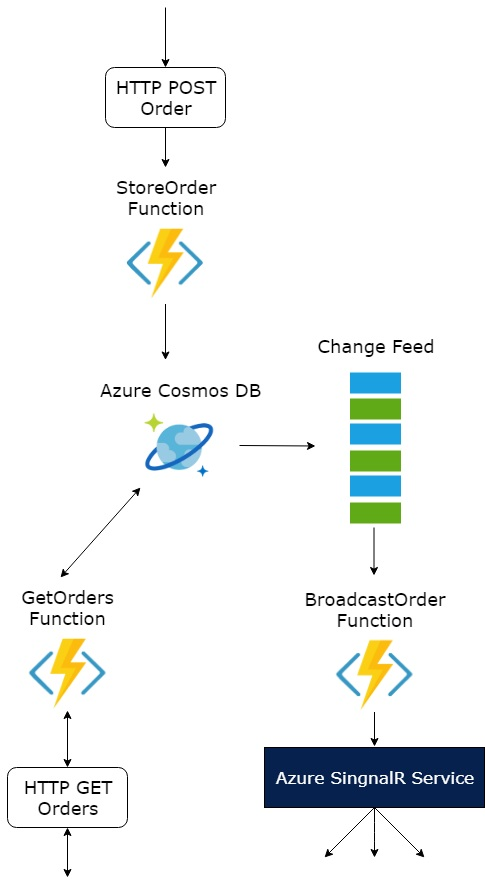 HTTP POST
Order
StoreOrder
Function
Change Feed
Azure Cosmos DB
GetOrders
Function
BroadcastOrder
Function
HTTP GET
Orders
Azure SingnalR Service